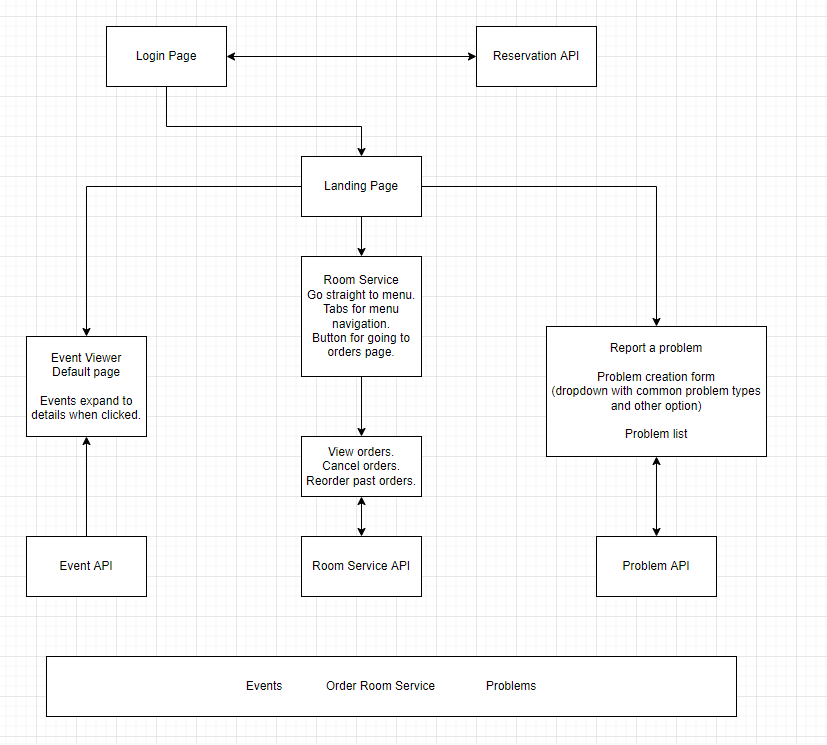 Login Page
Reservation API
Landing Page
Room Service
Go straight to menu.
Tabs for menu
navigation.
Button for going to
orders page.
Event Viewer
Default page
Events expand to
details when clicked.
Report a problem
Problem creation form
(dropdown with common problem types
and other option)
Problem list
View orders.
Cancel orders.
Reorder past orders.
Event API
Room Service API
Problem API
Events
Order Room Service
Problems